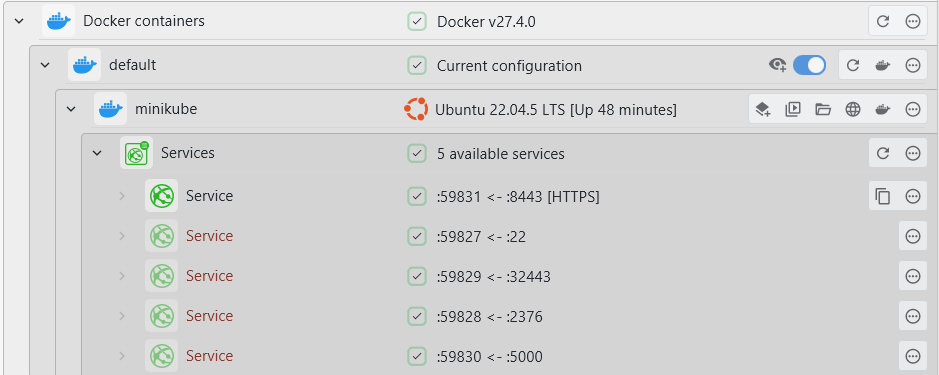 Docker containers Docker v27.4.0
default Current configuration
minikube Ubuntu 22.04.5 LTS [Up 48 minutes]
Services 5 available services
Service :59831 <- :8443 [HTTPS]
Service :59827 <- :22
Service :59829 <- :32443
Service :59828 <- :2376
Service :59830 <- :5000